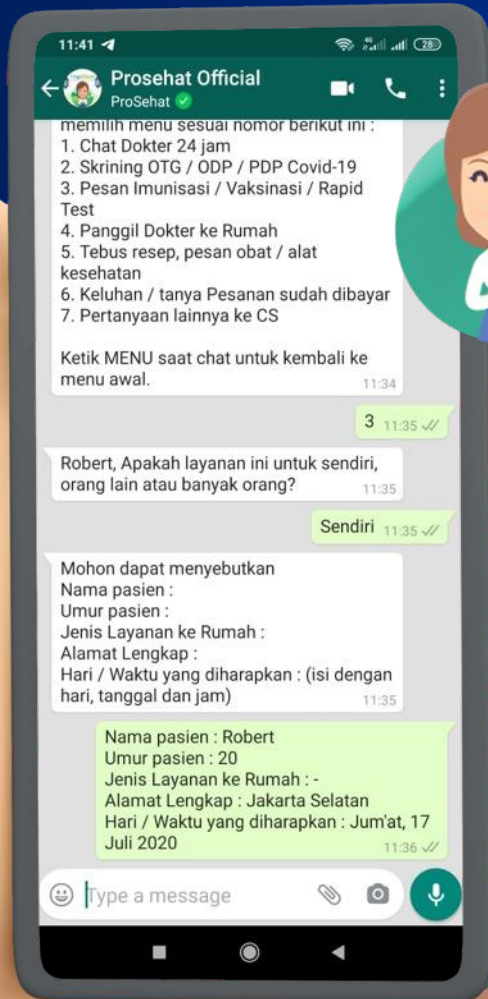 11:41
4G
28
Prosehat Official
ProSehat
memilih menu sesuai nomor berikut ini :
1. Chat Dokter 24 jam
2. Skrining OTG / ODP / PDP Covid-19
3. Pesan Imunisasi / Vaksinasi / Rapid
Test
4. Panggil Dokter ke Rumah
5. Tebus resep, pesan obat / alat
kesehatan
6. Keluhan / tanya Pesanan sudah dibayar
7. Pertanyaan lainnya ke CS
Ketik MENU saat chat untuk kembali ke
menu awal.
11:34
3 11:35
Robert, Apakah layanan ini untuk sendiri,
orang lain atau banyak orang?
11:35
Sendiri 11:35
Mohon dapat menyebutkan
Nama pasien :
Umur pasien :
Jenis Layanan ke Rumah :
Alamat Lengkap :
Hari / Waktu yang diharapkan : (isi dengan
hari, tanggal dan jam)
11:35
Nama pasien : Robert
Umur pasien : 20
Jenis Layanan ke Rumah : -
Alamat Lengkap : Jakarta Selatan
Hari / Waktu yang diharapkan : Jum'at, 17
Juli 2020
11:36
Type a message